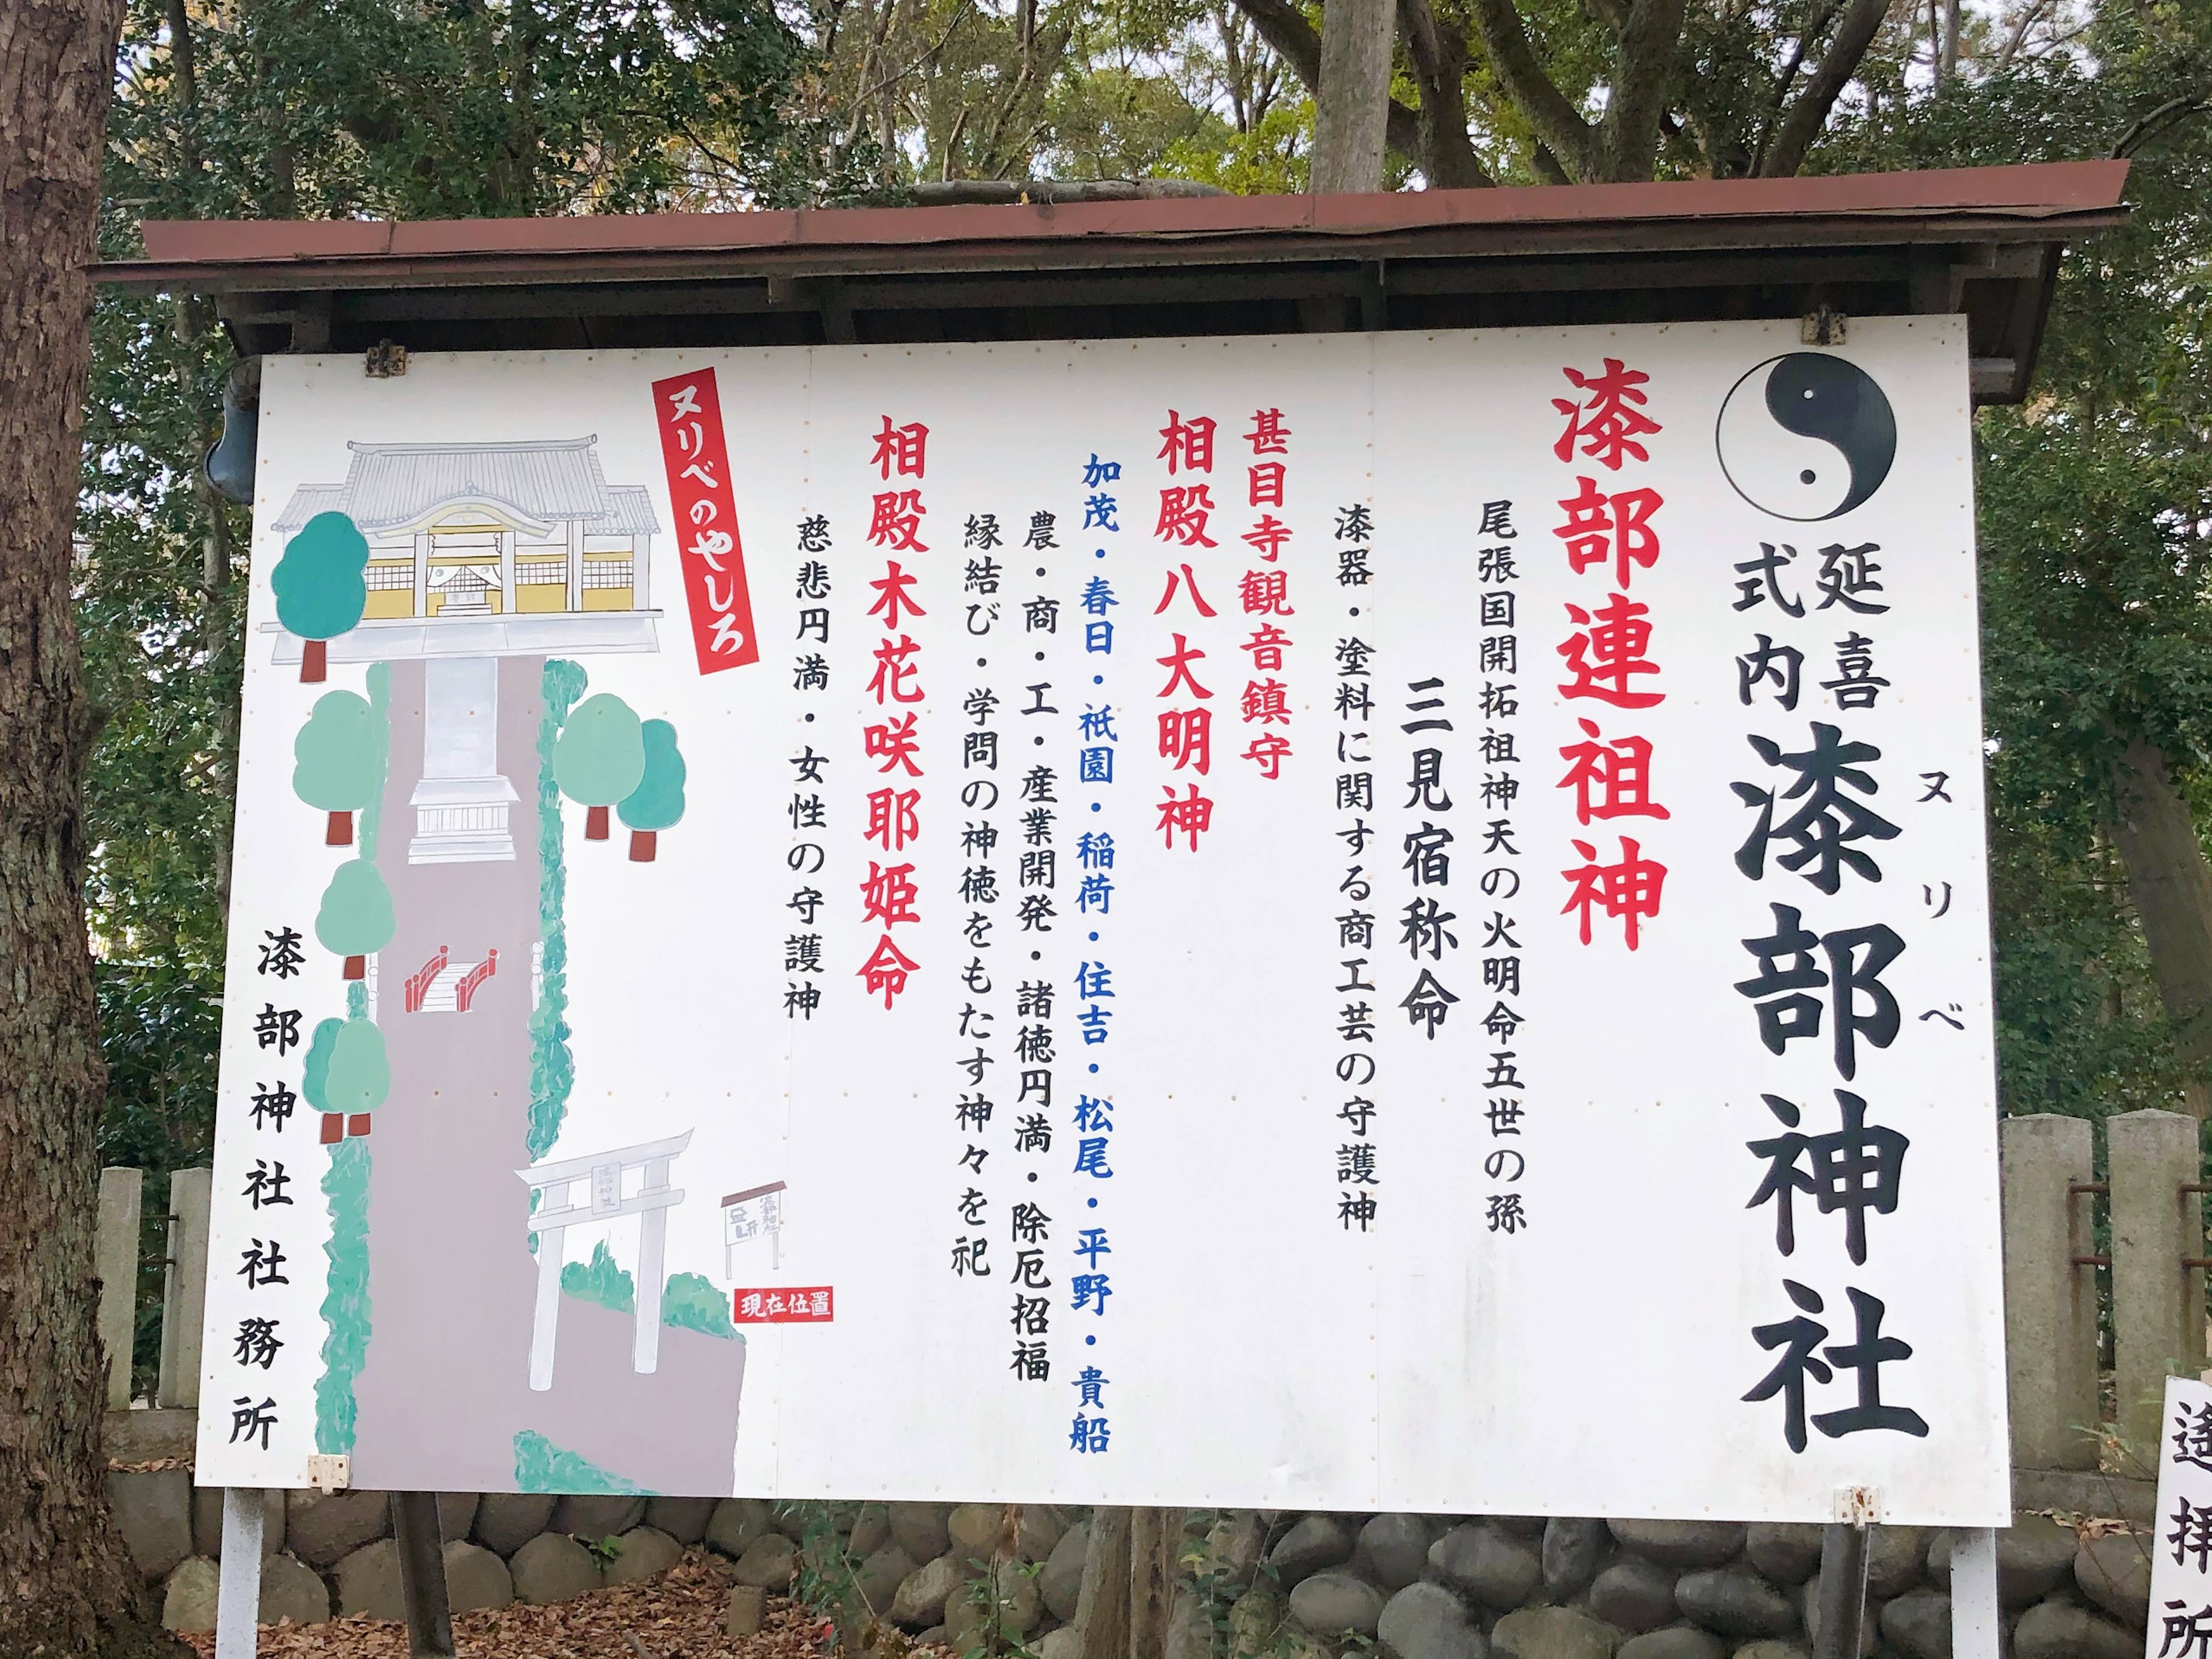 延喜
式内
漆部神社
ヌリベ
漆部連祖神
尾張国開拓祖神天の火明命五世の孫
三見宿称命
漆器・塗料に関する商工芸の守護神
甚目寺観音鎮守
相殿八大明神
加茂・春日・祇園・稲荷・住吉・松尾・平野・貴船
農・商・工・産業開発・諸徳円満・除厄招福
縁結び・学問の神徳をもたす神々を祀
相殿木花咲耶姫命
慈悲円満・女性の守護神
ヌリべのやしろ
現在位置
漆部神社社務所
遙拝所